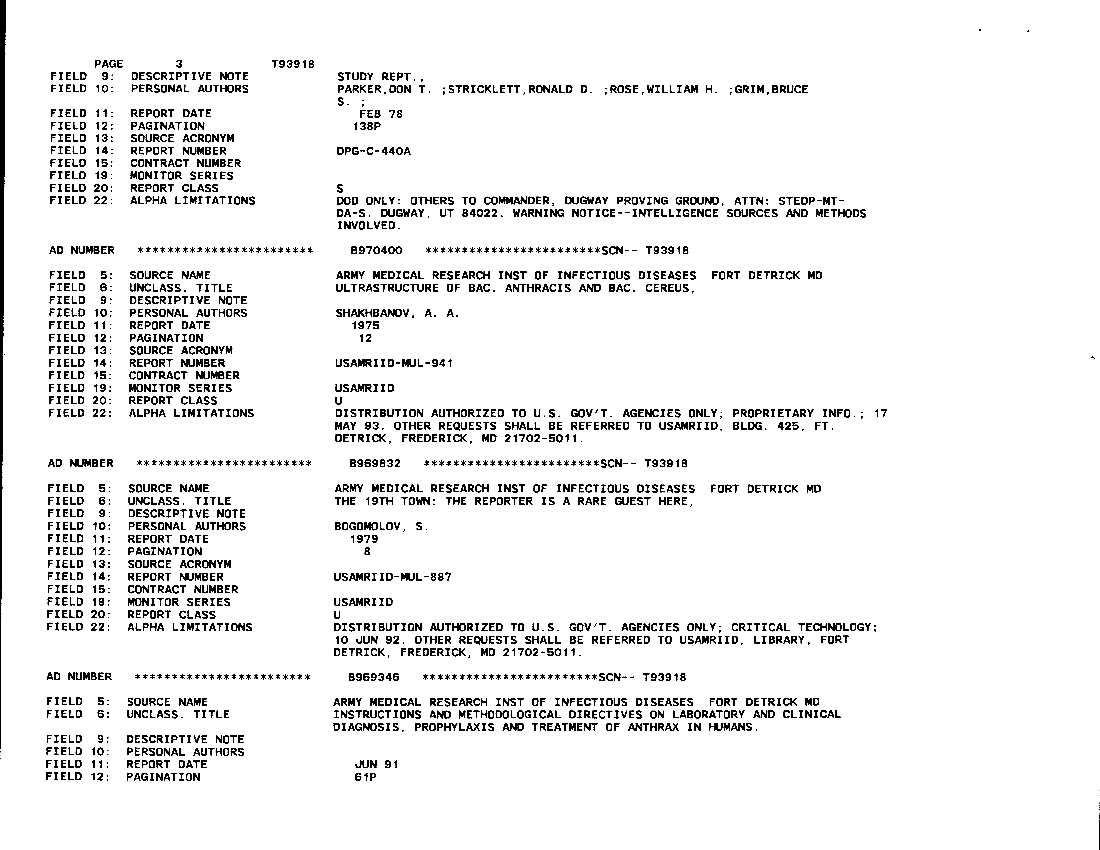 PAGE 3 T93918
FIELD 9: DESCRIPTIVE NOTE STUDY REPT.,
FIELD 10: PERSONAL AUTHORS PARKER,DON T. ;STRICKLETT,RONALD D. ;ROSE,WILLIAM H. ;GRIM,BRUCE
S. ;
FIELD 11: REPORT DATE FEB 78
FIELD 12: PAGINATION 138P
FIELD 13: SOURCE ACRONYM
FIELD 14: REPORT NUMBER DPG-C-440A
FIELD 15: CONTRACT NUMBER
FIELD 19: MONITOR SERIES
FIELD 20: REPORT CLASS S
FIELD 22: ALPHA LIMITATIONS DOD ONLY: OTHERS TO COMMANDER, DUGWAY PROVING GROUND, ATTN: STEDP-MT-
DA-S. DUGWAY, UT 84022. WARNING NOTICE--INTELLIGENCE SOURCES AND METHODS
INVOLVED.
AD NUMBER ************************ B970400 ************************SCN-- T93918
FIELD 5: SOURCE NAME ARMY MEDICAL RESEARCH INST OF INFECTIOUS DISEASES FORT DETRICK MD
FIELD 6: UNCLASS. TITLE ULTRASTRUCTURE OF BAC. ANTHRACIS AND BAC. CEREUS,
FIELD 9: DESCRIPTIVE NOTE
FIELD 10: PERSONAL AUTHORS SHAKHBANOV, A. A.
FIELD 11: REPORT DATE 1975
FIELD 12: PAGINATION 12
FIELD 13: SOURCE ACRONYM
FIELD 14: REPORT NUMBER USAMRIID-MUL-941
FIELD 15: CONTRACT NUMBER
FIELD 19: MONITOR SERIES USAMRIID
FIELD 20: REPORT CLASS U
FIELD 22: ALPHA LIMITATIONS DISTRIBUTION AUTHORIZED TO U.S. GOV'T. AGENCIES ONLY; PROPRIETARY INFO.; 17
MAY 93. OTHER REQUESTS SHALL BE REFERRED TO USAMRIID, BLDG. 425, FT.
DETRICK, FREDERICK, MD 21702-5011.
AD NUMBER ************************ B969832 ************************SCN-- T93918
FIELD 5: SOURCE NAME ARMY MEDICAL RESEARCH INST OF INFECTIOUS DISEASES FORT DETRICK MD
FIELD 6: UNCLASS. TITLE THE 19TH TOWN: THE REPORTER IS A RARE GUEST HERE,
FIELD 9: DESCRIPTIVE NOTE
FIELD 10: PERSONAL AUTHORS BOGOMOLOV, S.
FIELD 11: REPORT DATE 1979
FIELD 12: PAGINATION 8
FIELD 13: SOURCE ACRONYM
FIELD 14: REPORT NUMBER USAMRIID-MUL-887
FIELD 15: CONTRACT NUMBER
FIELD 19: MONITOR SERIES USAMRIID
FIELD 20: REPORT CLASS U
FIELD 22: ALPHA LIMITATIONS DISTRIBUTION AUTHORIZED TO U.S. GOV'T. AGENCIES ONLY; CRITICAL TECHNOLOGY;
10 JUN 92. OTHER REQUESTS SHALL BE REFERRED TO USAMRIID, LIBRARY, FORT
DETRICK, FREDERICK, MD 21702-5011.
AD NUMBER ************************ B969346 ************************SCN-- T93918
FIELD 5: SOURCE NAME ARMY MEDICAL RESEARCH INST OF INFECTIOUS DISEASES FORT DETRICK MD
FIELD 6: UNCLASS. TITLE INSTRUCTIONS AND METHODOLOGICAL DIRECTIVES ON LABORATORY AND CLINICAL
DIAGNOSIS, PROPHYLAXIS AND TREATMENT OF ANTHRAX IN HUMANS.
FIELD 9: DESCRIPTIVE NOTE
FIELD 10: PERSONAL AUTHORS
FIELD 11: REPORT DATE JUN 91
FIELD 12: PAGINATION 61P